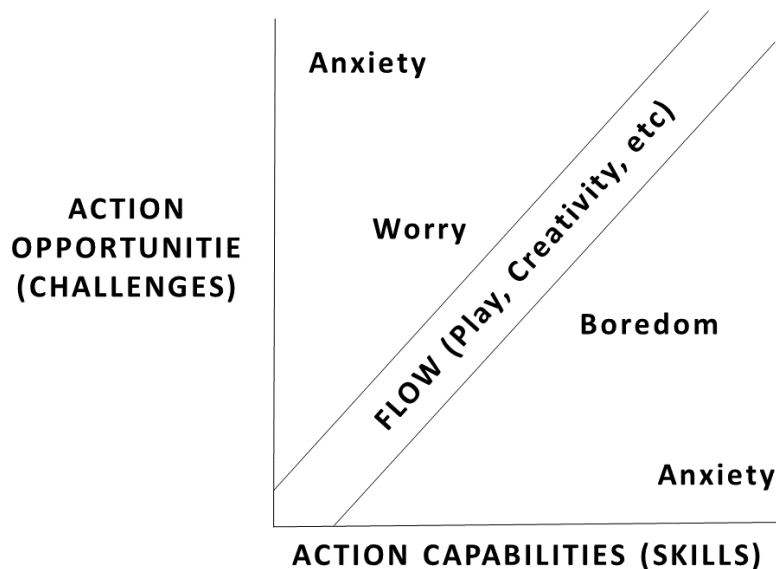 Anxiety
ACTION
OPPORTUNITIE
(CHALLENGES)
Worry
FLOW (Play, Creativity, etc)
Boredom
Anxiety
ACTION CAPABILITIES (SKILLS)